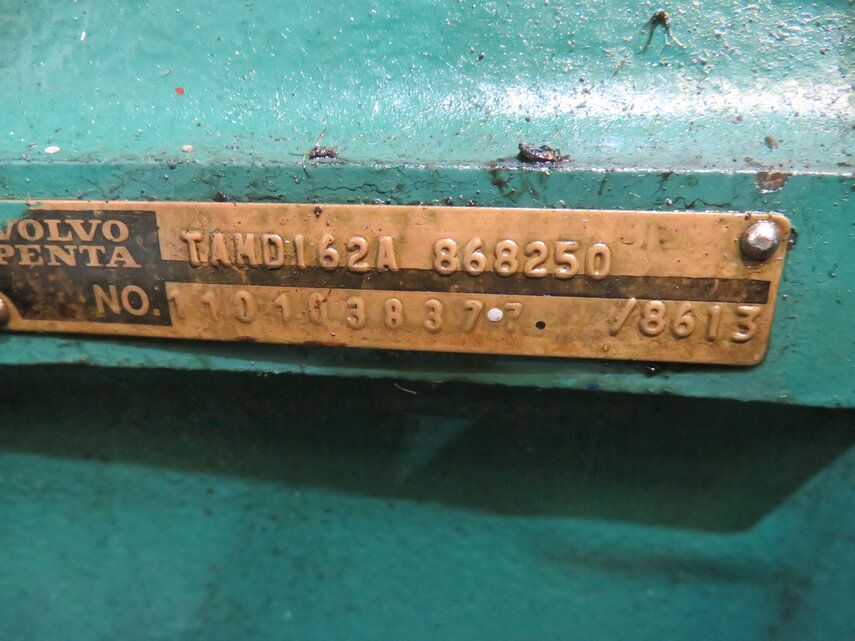 VOLVO
PENTA
TAMD162A 868250
NO. 1101038377 /8613